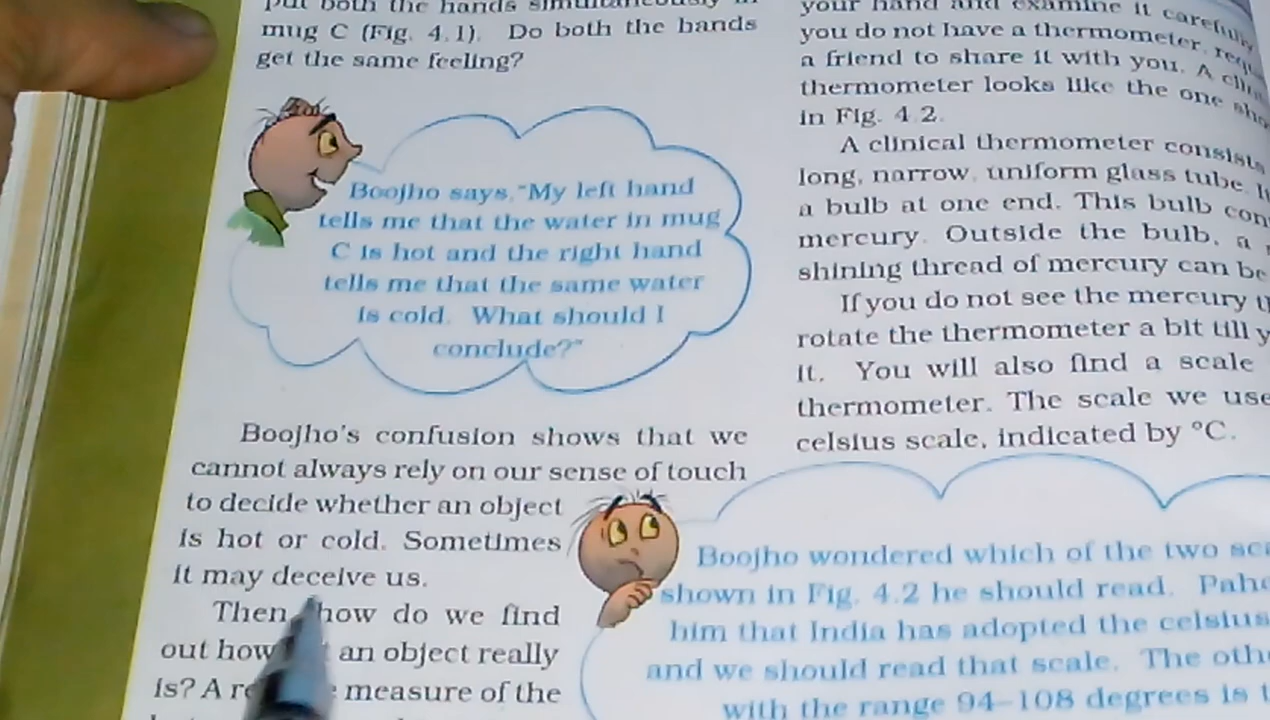 put both the hands simultaneously in
mug C (Fig. 4.1). Do both the hands
get the same feeling?
Boojho says,"My left hand
tells me that the water in mug
C is hot and the right hand
tells me that the same water
is cold. What should I
conclude?"
Boojho's confusion shows that we
cannot always rely on our sense of touch
to decide whether an object
is hot or cold. Sometimes
it may deceive us.
Then how do we find
out how an object really
is? A measure of the
your hand and examine it carefully
you do not have a thermometer,
a friend to share it with you. A
thermometer looks like the one
in Fig. 4.2.
A clinical thermometer consists
long, narrow, uniform glass tube.
a bulb at one end. This bulb
mercury. Outside the bulb, a
shining thread of mercury can be
If you do not see the mercury
rotate the thermometer a bit till
it. You will also find a scale
thermometer. The scale we use
celsius scale, indicated by °C.
Boojho wondered which of the two
shown in Fig. 4.2 he should read.
him that India has adopted the celsius
and we should read that scale. The
with the range 94–108 degrees is